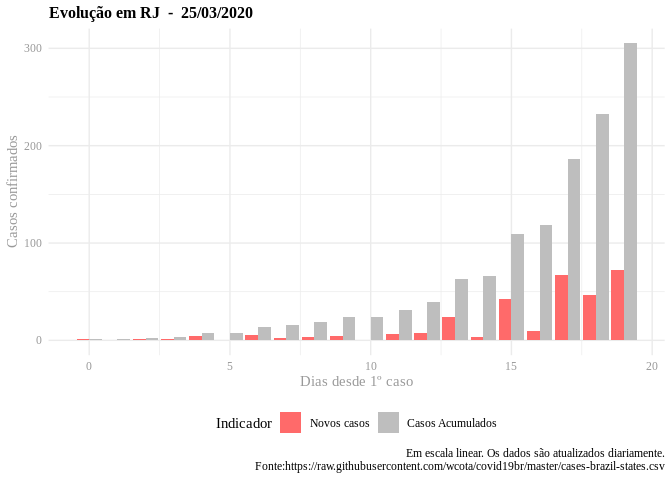 Evolução em RJ - 25/03/2020
Casos confirmados
300
200
100
0
0 5 10 15 20
Dias desde 1º caso
Indicador Novos casos Casos Acumulados
Em escala linear. Os dados são atualizados diariamente.
Fonte:https://raw.githubusercontent.com/wcota/covid19br/master/cases-brazil-states.csv